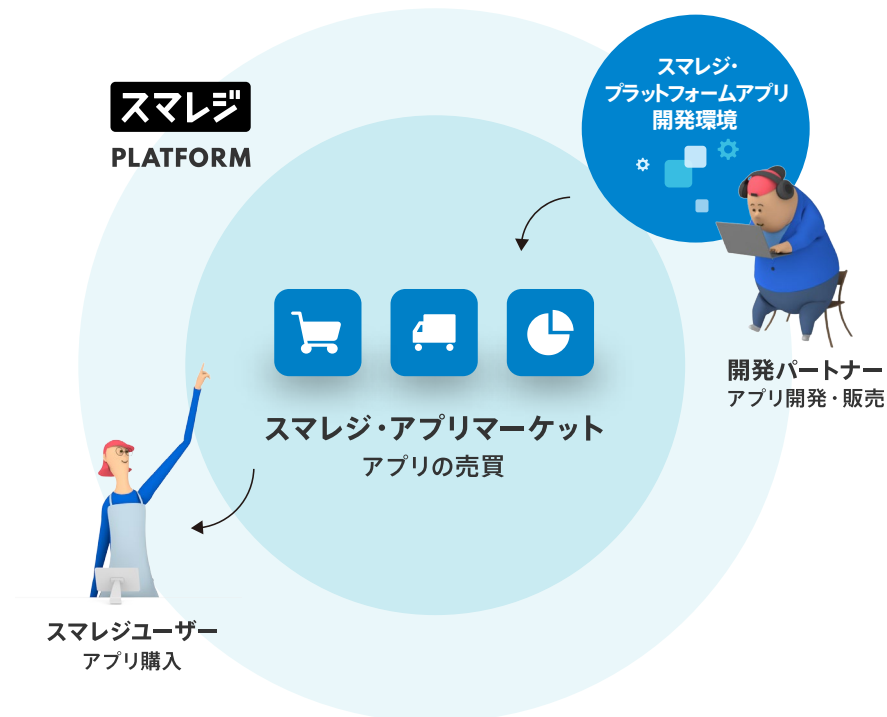 スマレジ
PLATFORM
スマレジ・
プラットフォームアプリ
開発環境
開発パートナー
アプリ開発・販売
スマレジ・アプリマーケット
アプリの売買
スマレジユーザー
アプリ購入